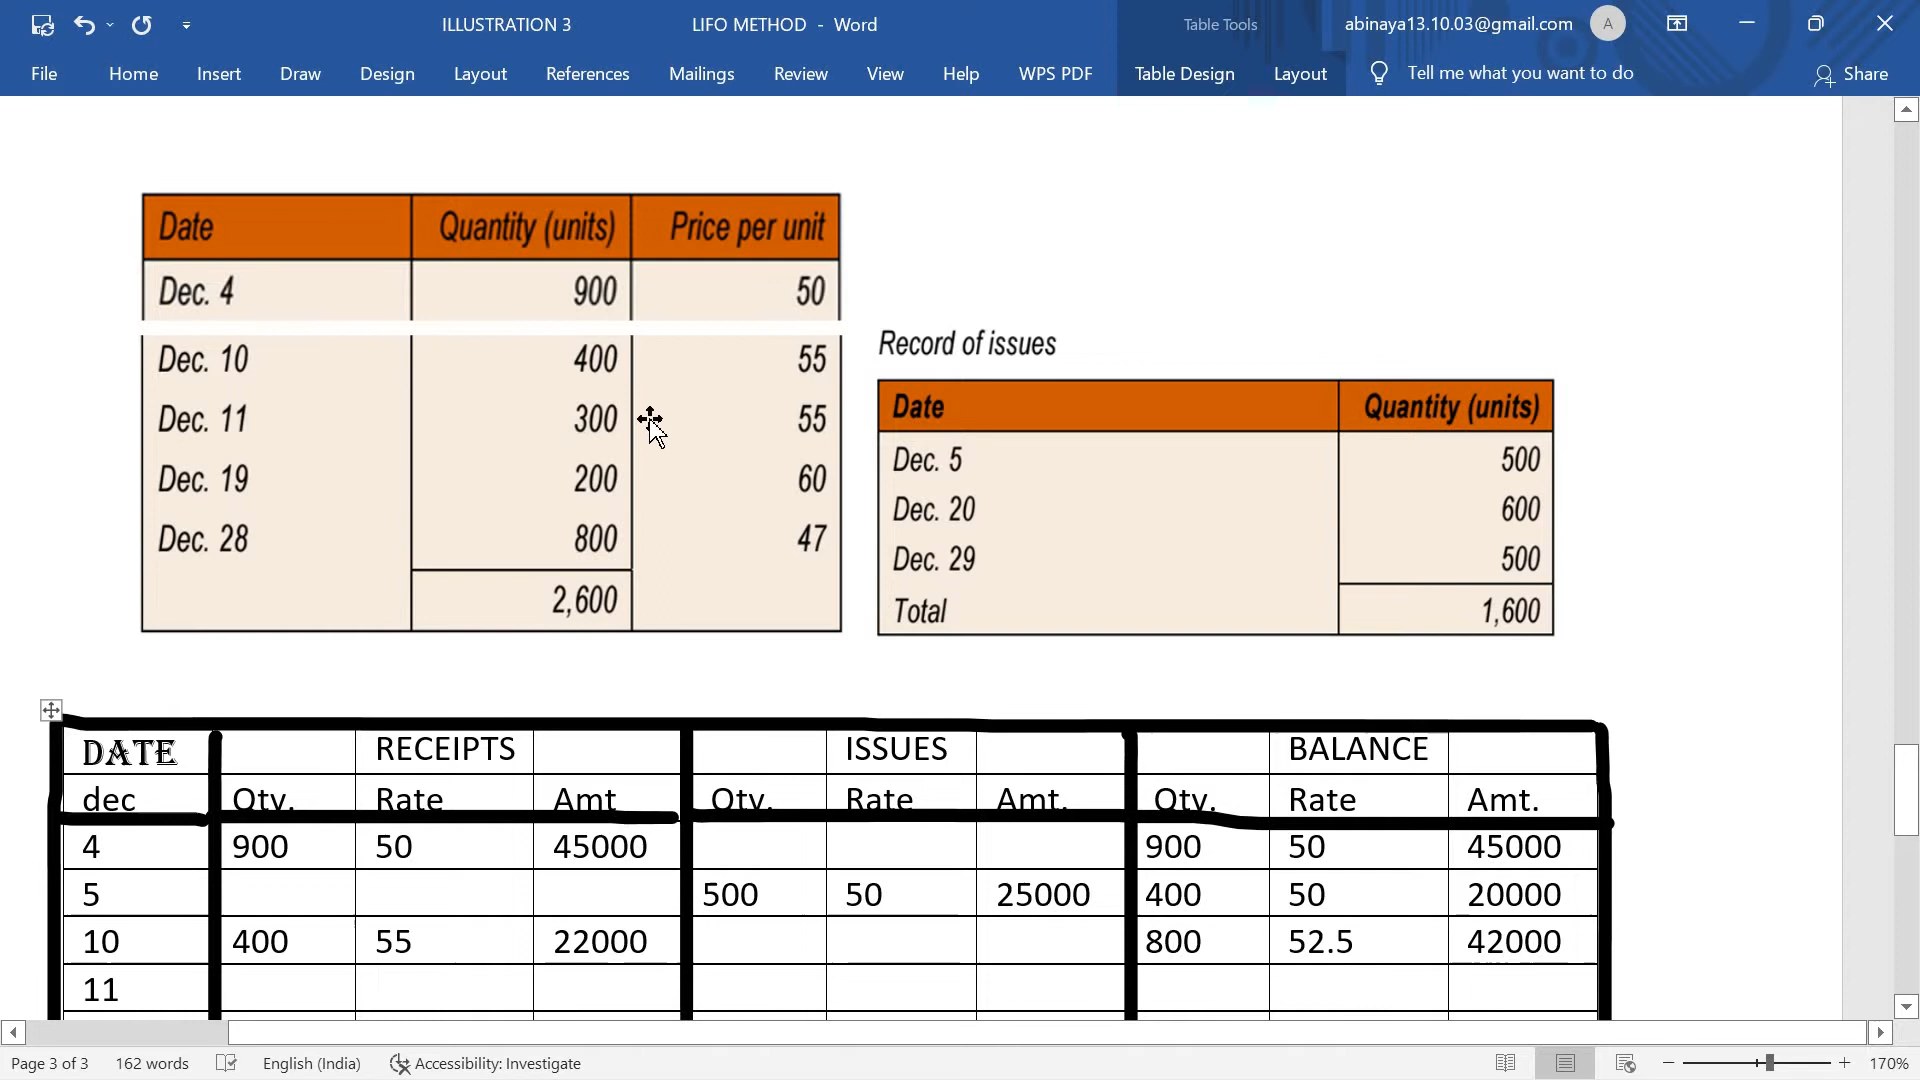 ILLUSTRATION 3 LIFO METHOD - Word
Table Tools
abinaya13.10.03@gmail.com A
File Home Insert Draw Design Layout References Mailings Review View Help WPS PDF Table Design Layout Tell me what you want to do Share
Date Quantity (units) Price per unit
Dec. 4 900 50
Dec. 10 400 55
Dec. 11 300 55
Dec. 19 200 60
Dec. 28 800 47
2,600
Record of issues
Date Quantity (units)
Dec. 5 500
Dec. 20 600
Dec. 29 500
Total 1,600
DATE RECEIPTS ISSUES BALANCE
dec Qty. Rate Amt Qty. Rate Amt. Qty. Rate Amt.
4 900 50 45000 900 50 45000
5 500 50 25000 400 50 20000
10 400 55 22000 800 52.5 42000
11
Page 3 of 3 162 words English (India) Accessibility: Investigate 170%